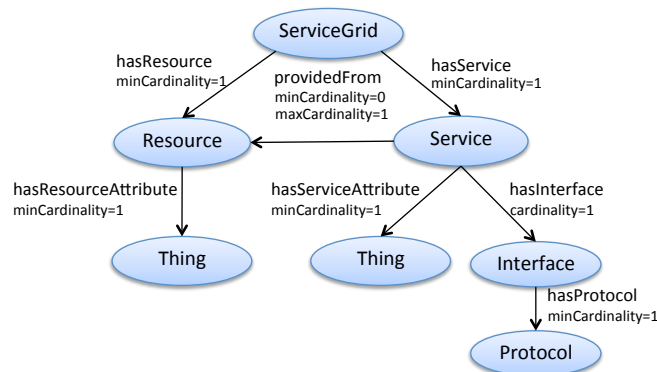 ServiceGrid
hasResource
minCardinality=1
providedFrom
minCardinality=0
maxCardinality=1
hasService
minCardinality=1
Resource
Service
hasResourceAttribute
minCardinality=1
hasServiceAttribute
minCardinality=1
hasInterface
cardinality=1
Thing
Thing
Interface
hasProtocol
minCardinality=1
Protocol